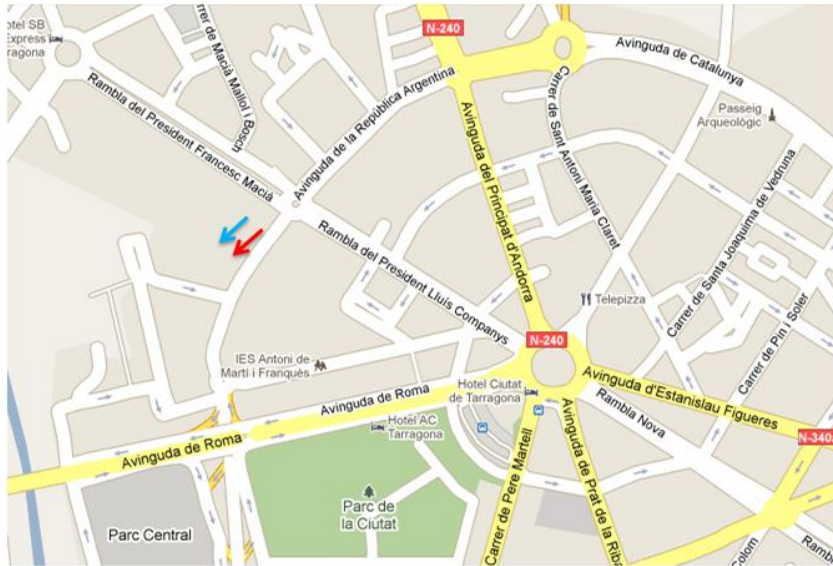 otel SB
Express
rragona
Carrer de Macià Mallol i Bosch
N-240
Avinguda de Catalunya
Rambla del President Francesc Macià
Avinguda de la República Argentina
Carrer de Sant Antoni Maria Claret
Passeig
Arqueològic
Avinguda del Principat d'Andorra
Carrer de Santa Joaquima de Vedruna
Rambla del President Lluís Companys
Telepizza
Carrer de Pin i Soler
N-240
IES Antoni de
Martí i Franquès
Avinguda de Roma
Hotel Ciutat
de Tarragona
Avinguda d'Estanislau Figueres
Rambla Nova
Hotel AC
Tarragona
Avinguda de Roma
N-340a
Carrer de Pere Martell
Avinguda de Prat de la Riba
Parc de
la Ciutat
Parc Central
Colom
Rambl